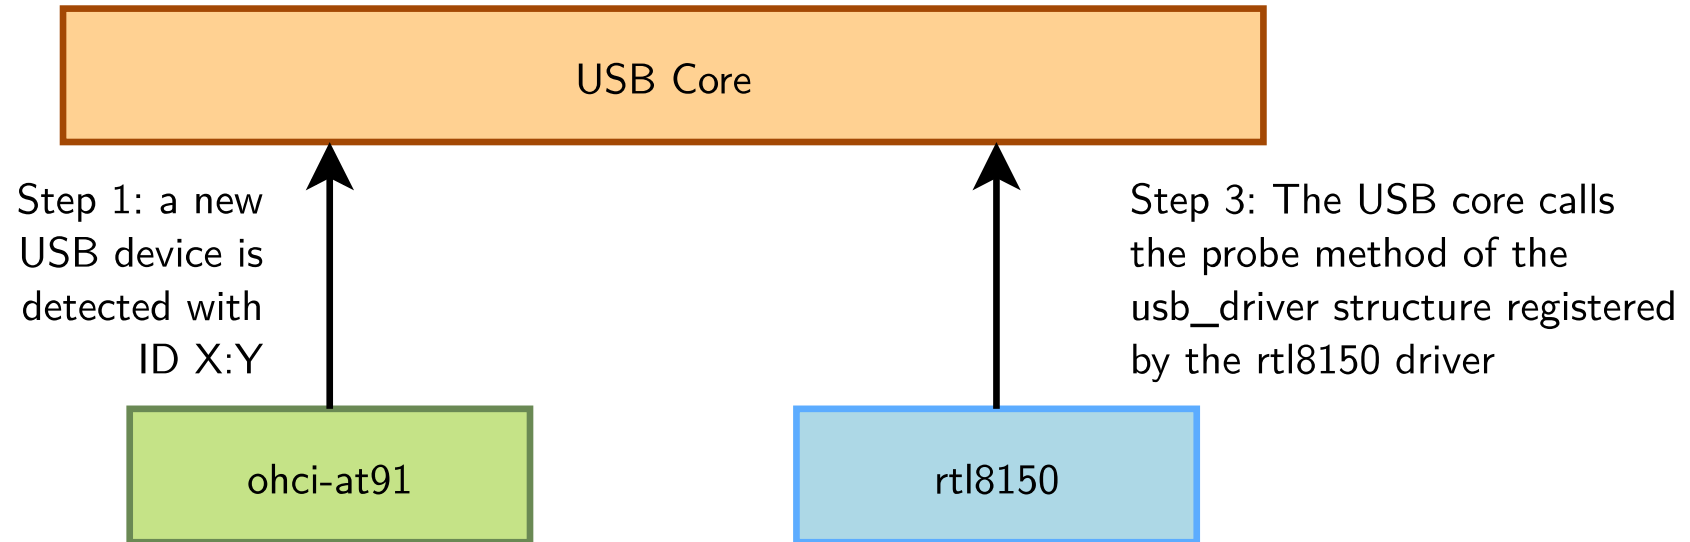 USB Core
Step 1: a new
USB device is
detected with
ID X:Y
Step 3: The USB core calls
the probe method of the
usb_driver structure registered
by the rtl8150 driver
ohci-at91
rtl8150